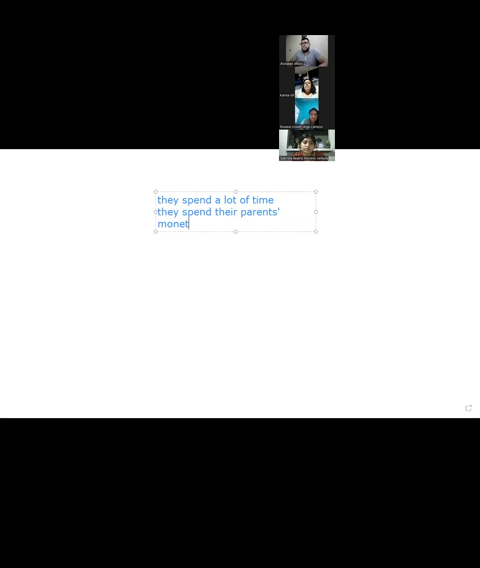 they spend a lot of time
they spend their parents'
monet